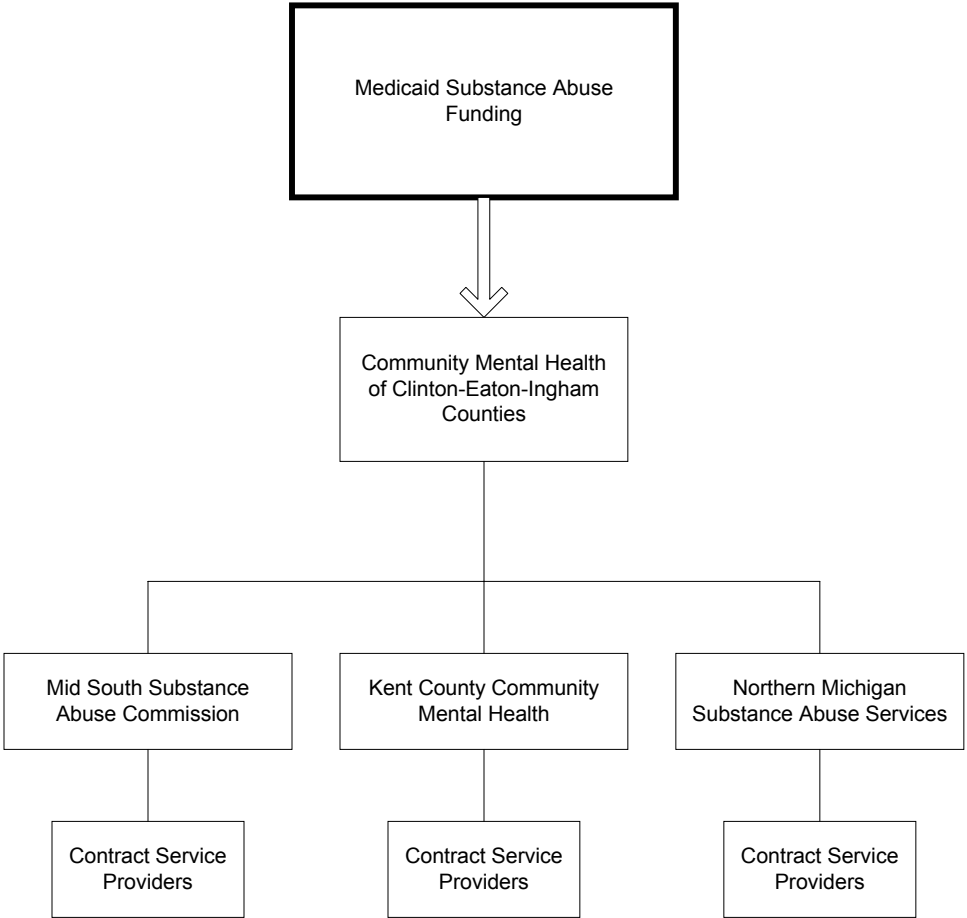 Medicaid Substance Abuse
Funding
Community Mental Health
of Clinton-Eaton-Ingham
Counties
Mid South Substance
Abuse Commission
Kent County Community
Mental Health
Northern Michigan
Substance Abuse Services
Contract Service
Providers
Contract Service
Providers
Contract Service
Providers